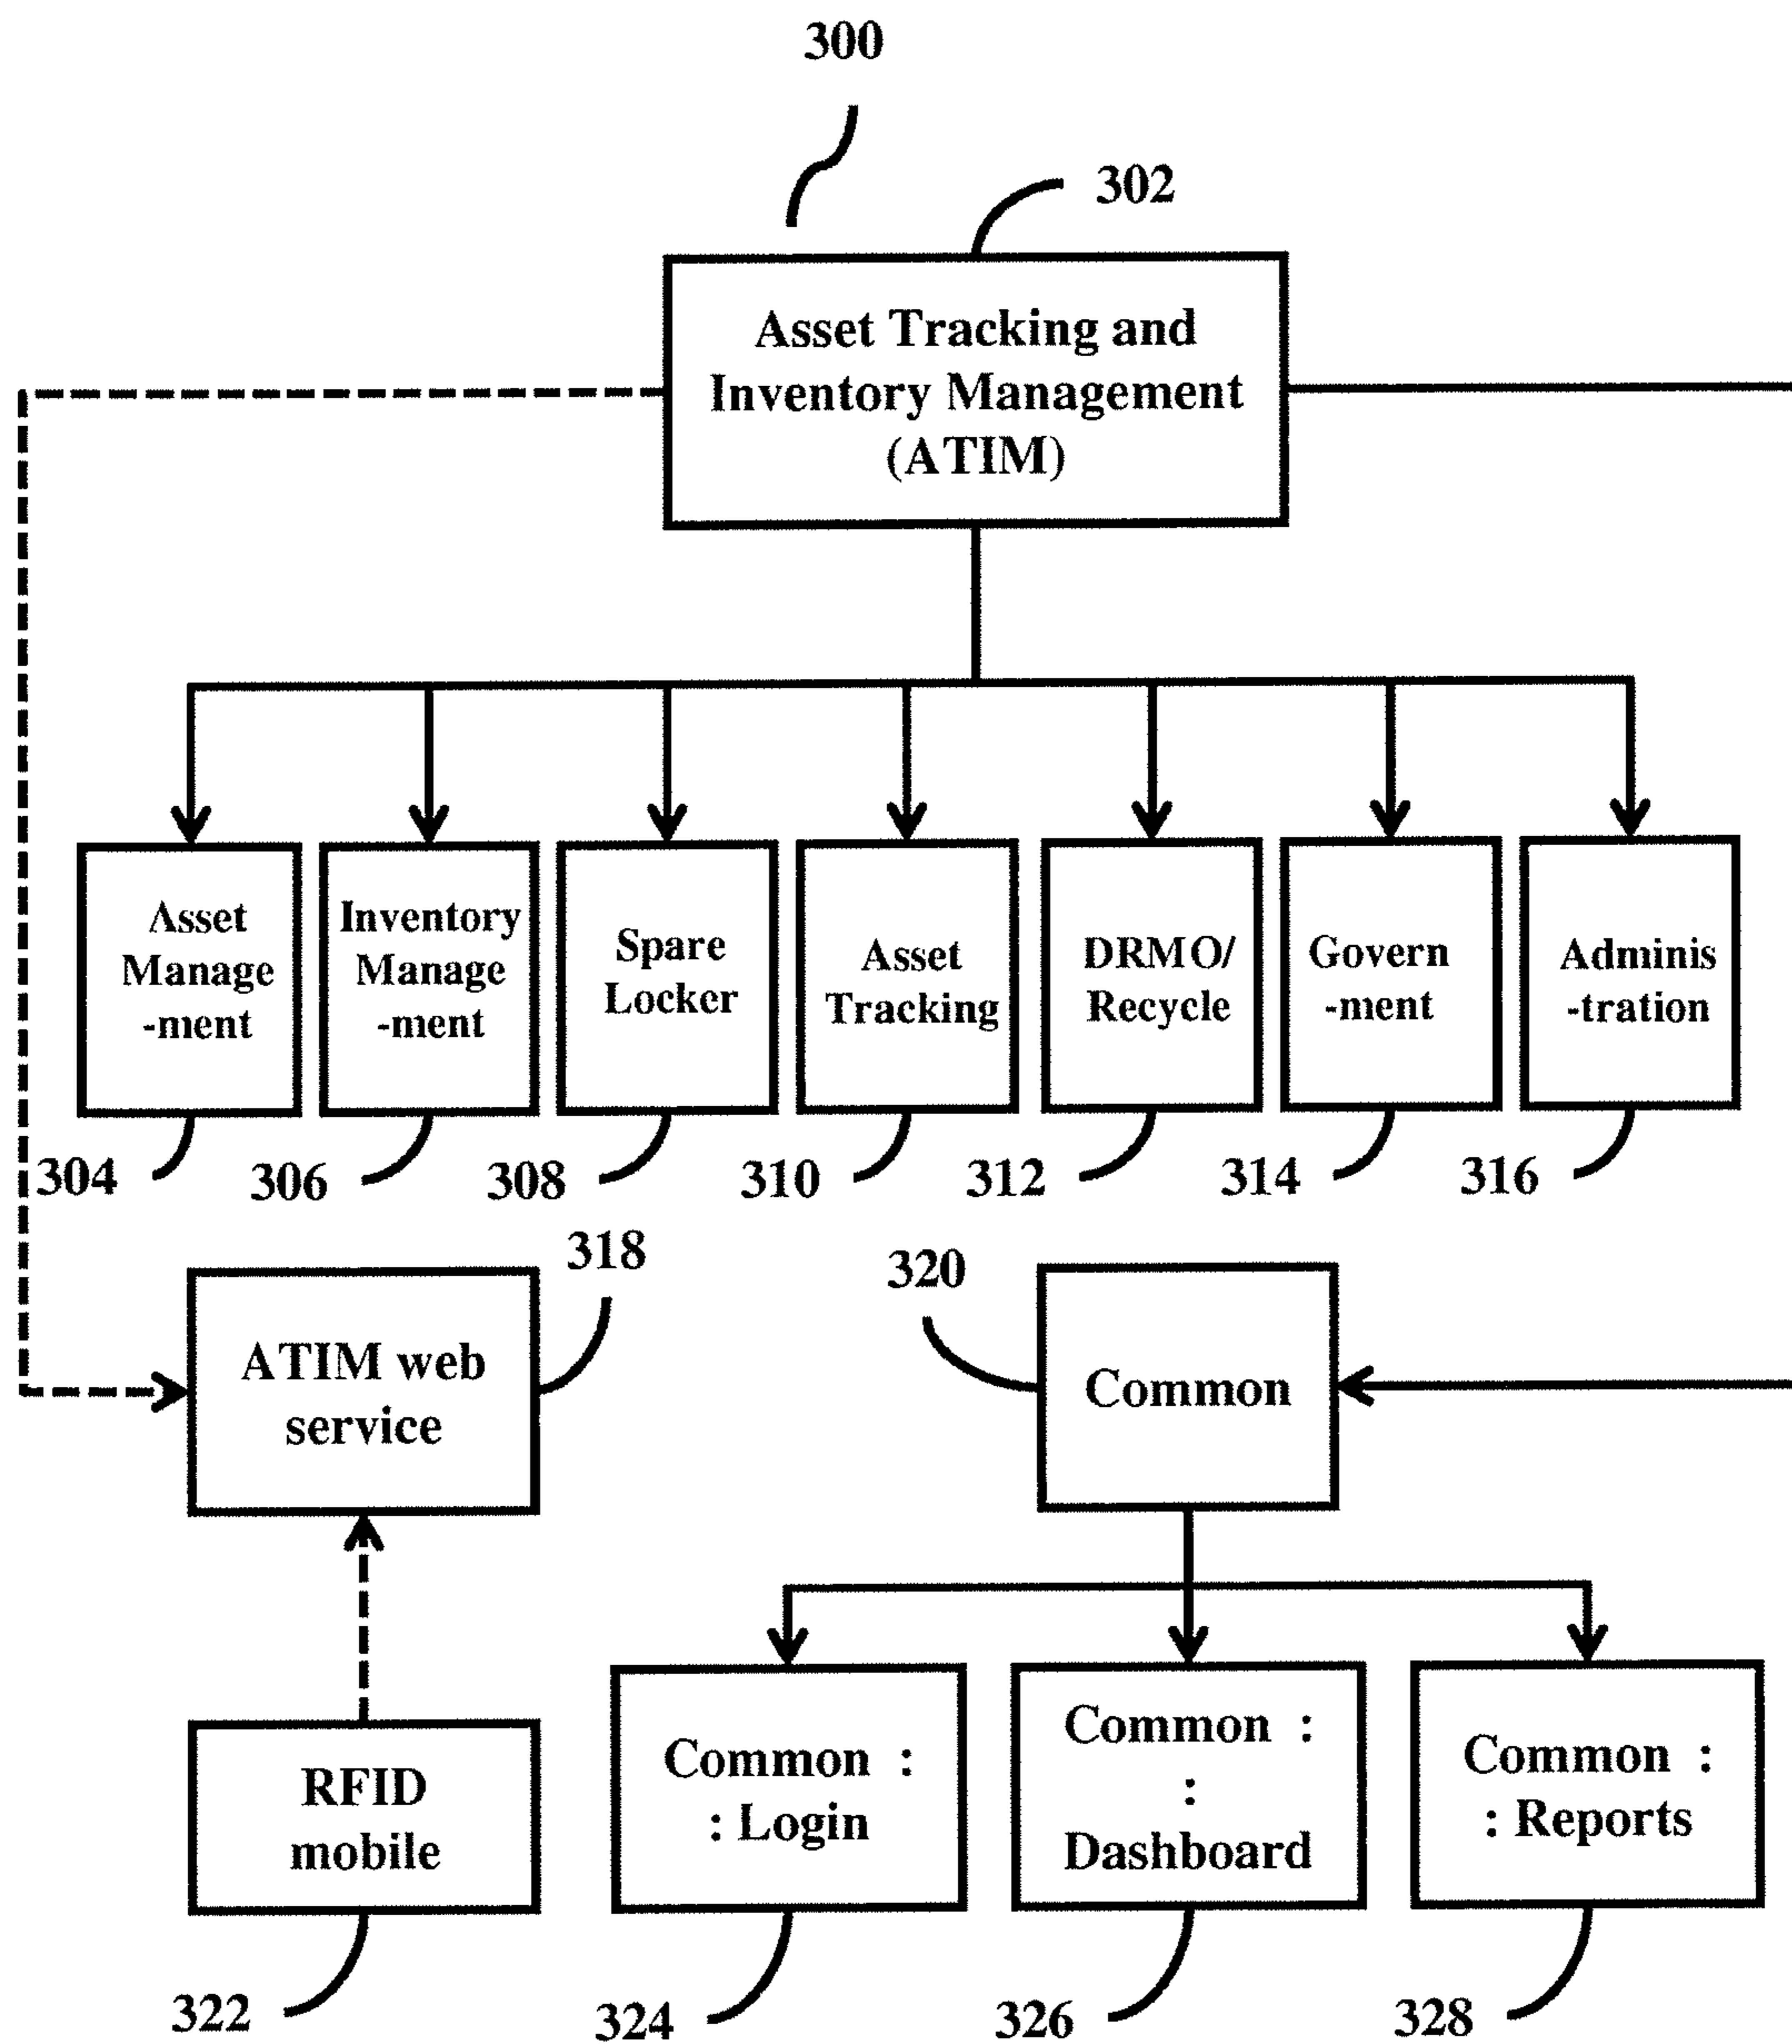 300
302
Asset Tracking and
Inventory Management
(ATIM)
Asset
Manage
-ment
Inventory
Manage
-ment
Spare
Locker
Asset
Tracking
DRMO/
Recycle
Govern
-ment
Adminis
-tration
304
306
308
310
312
314
316
318
320
ATIM web
service
Common
RFID
mobile
Common :
: Login
Common :
:
Dashboard
Common :
: Reports
322
324
326
328